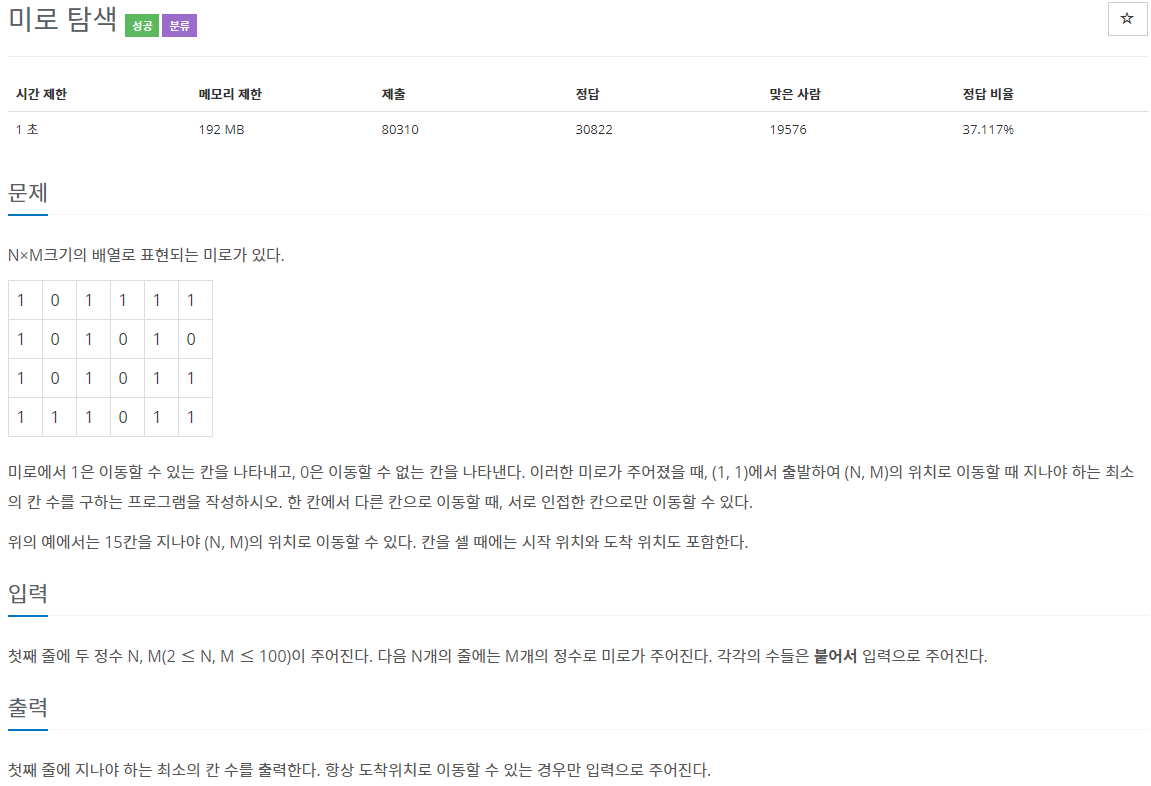 미로 탐색 성공 분류
☆
시간 제한 메모리 제한 제출 정답 맞은 사람 정답 비율
1 초 192 MB 80310 30822 19576 37.117%
문제
N×M크기의 배열로 표현되는 미로가 있다.
1 0 1 1 1 1
1 0 1 0 1 0
1 0 1 0 1 1
1 1 1 0 1 1
미로에서 1은 이동할 수 있는 칸을 나타내고, 0은 이동할 수 없는 칸을 나타낸다. 이러한 미로가 주어졌을 때, (1, 1)에서 출발하여 (N, M)의 위치로 이동할 때 지나야 하는 최소
의 칸 수를 구하는 프로그램을 작성하시오. 한 칸에서 다른 칸으로 이동할 때, 서로 인접한 칸으로만 이동할 수 있다.
위의 예에서는 15칸을 지나야 (N, M)의 위치로 이동할 수 있다. 칸을 셀 때에는 시작 위치와 도착 위치도 포함한다.
입력
첫째 줄에 두 정수 N, M(2 ≤ N, M ≤ 100)이 주어진다. 다음 N개의 줄에는 M개의 정수로 미로가 주어진다. 각각의 수들은 붙어서 입력으로 주어진다.
출력
첫째 줄에 지나야 하는 최소의 칸 수를 출력한다. 항상 도착위치로 이동할 수 있는 경우만 입력으로 주어진다.